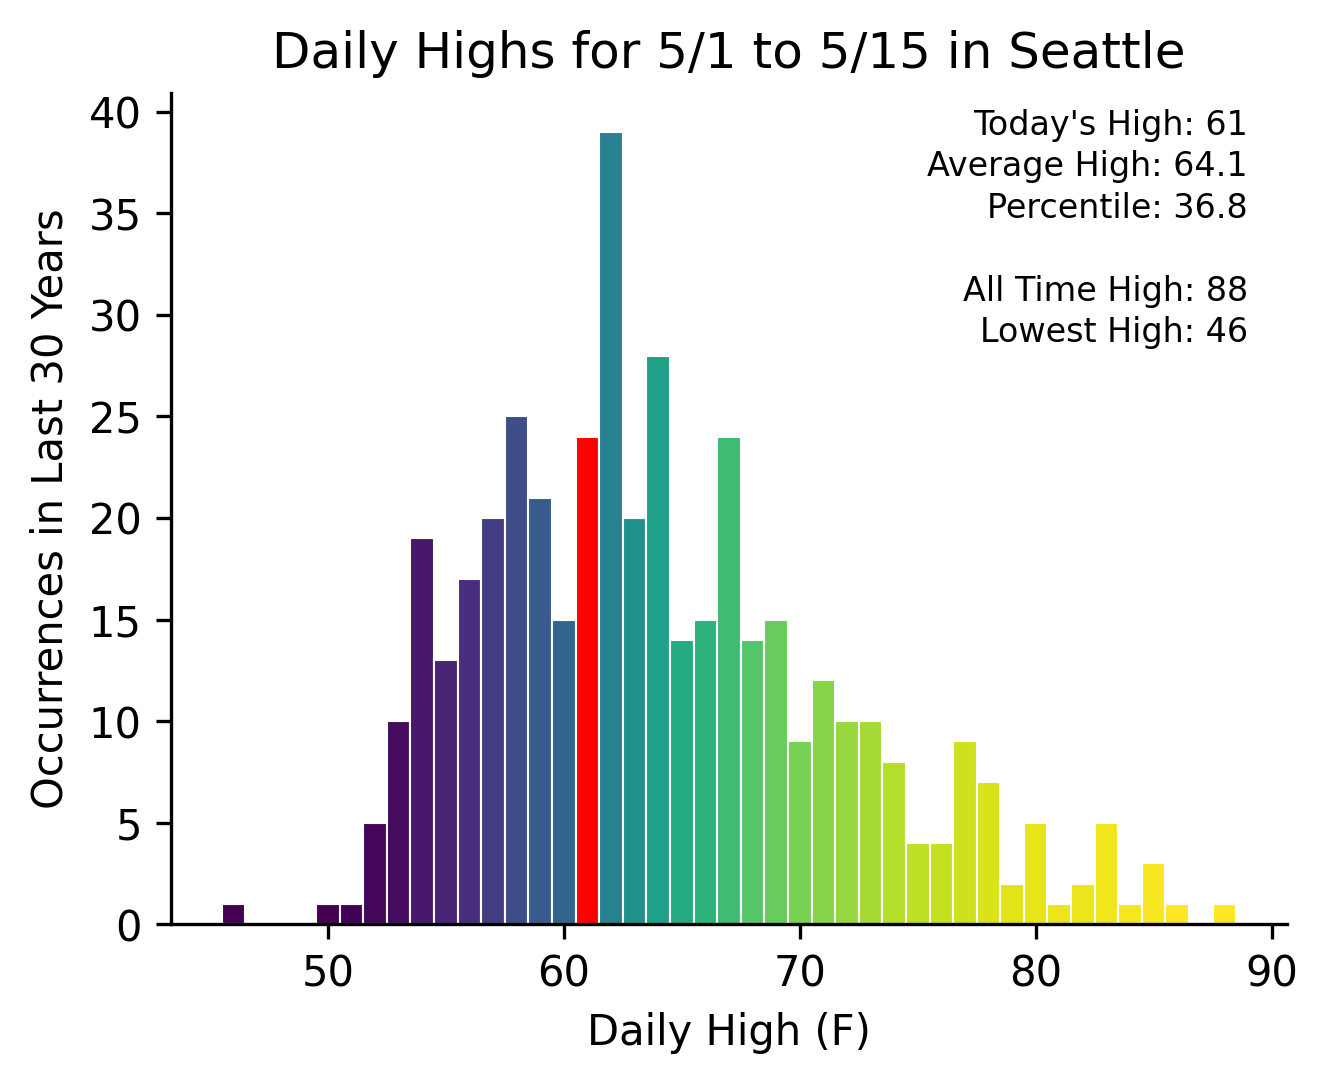 Daily Highs for 5/1 to 5/15 in Seattle
Today's High: 61
Average High: 64.1
Percentile: 36.8
All Time High: 88
Lowest High: 46
Occurrences in Last 30 Years
40
35
30
25
20
15
10
5
0
50 60 70 80 90
Daily High (F)